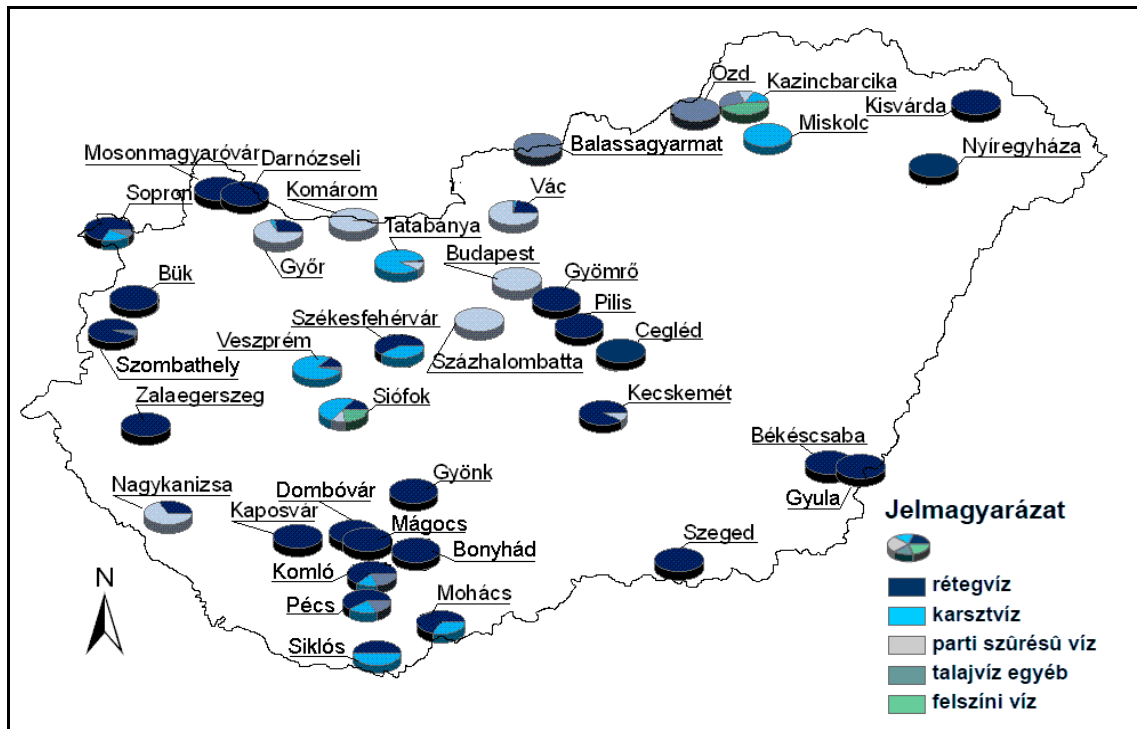 Ózd
Kazincbarcika
Kisvárda
Miskolc
Balassagyarmat
Nyíregyháza
Mosonmagyaróvár
Darnózseli
Sopron
Komárom
Vác
Tatabánya
Győr
Budapest
Gyömrő
Bük
Pilis
Székesfehérvár
Cegléd
Veszprém
Szombathely
Százhalombatta
Zalaegerszeg
Siófok
Kecskemét
Békéscsaba
Nagykanizsa
Gyönk
Dombóvár
Gyula
Kaposvár
Mágocs
Szeged
Bonyhád
Komló
Mohács
Pécs
Siklós
N
Jelmagyarázat
rétegvíz
karsztvíz
parti szûrésû víz
talajvíz egyéb
felszíni víz